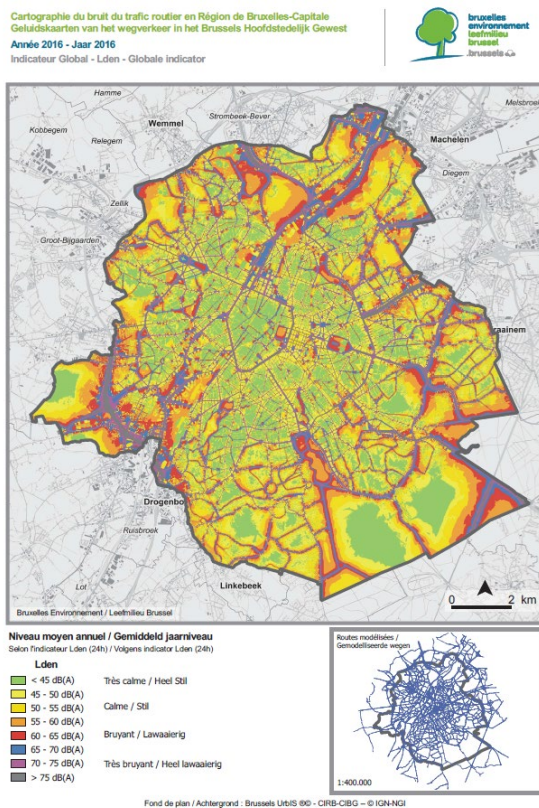 Cartographie du bruit du trafic routier en Région de Bruxelles-Capitale
Geluidskaarten van het wegverkeer in het Brussels Hoofdstedelijk Gewest
Année 2016 - Jaar 2016
Indicateur Global - Lden - Globale indicator
bruxelles
environnement
leefmilieu
brussel
.brussels
Hamme
Melsbroek
Wemmel
Strombeek-Bever
Machelen
Kobbegem
Relegem
Diegem
Zellik
Groot-Bijgaarden
raainem
Drogenbo
Ruisbroek
Lot
Linkebeek
0 2 km
Bruxelles Environnement / Leefmilieu Brussel
Niveau moyen annuel / Gemiddeld jaarniveau
Selon l'indicateur Lden (24h) / Volgens indicator Lden (24h)
Lden
< 45 dB(A) Très calme / Heel Stil
45 - 50 dB(A)
50 - 55 dB(A) Calme / Stil
55 - 60 dB(A)
60 - 65 dB(A) Bruyant / Lawaaierig
65 - 70 dB(A)
70 - 75 dB(A) Très bruyant / Heel lawaaierig
> 75 dB(A)
Routes modélisées /
Gemodelliseerde wegen
1:400.000
Fond de plan / Achtergrond : Brussels UrbIS ®© - CIRB-CIBG – © IGN-NGI